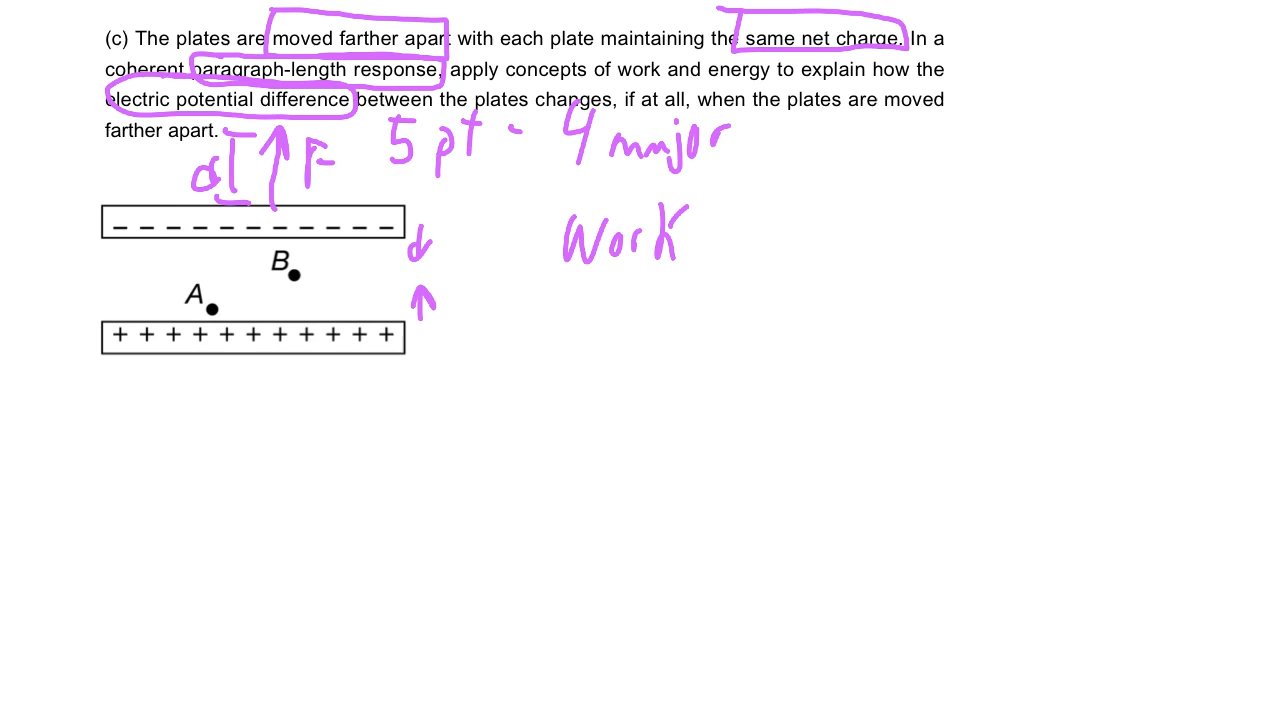 (c) The plates are moved farther apart with each plate maintaining the same net charge. In a
coherent paragraph-length response, apply concepts of work and energy to explain how the
electric potential difference between the plates changes, if at all, when the plates are moved
farther apart.
5 pt - 4 major
d F
Work
− − − − − − − − − − −
B
A
+ + + + + + + + + + +